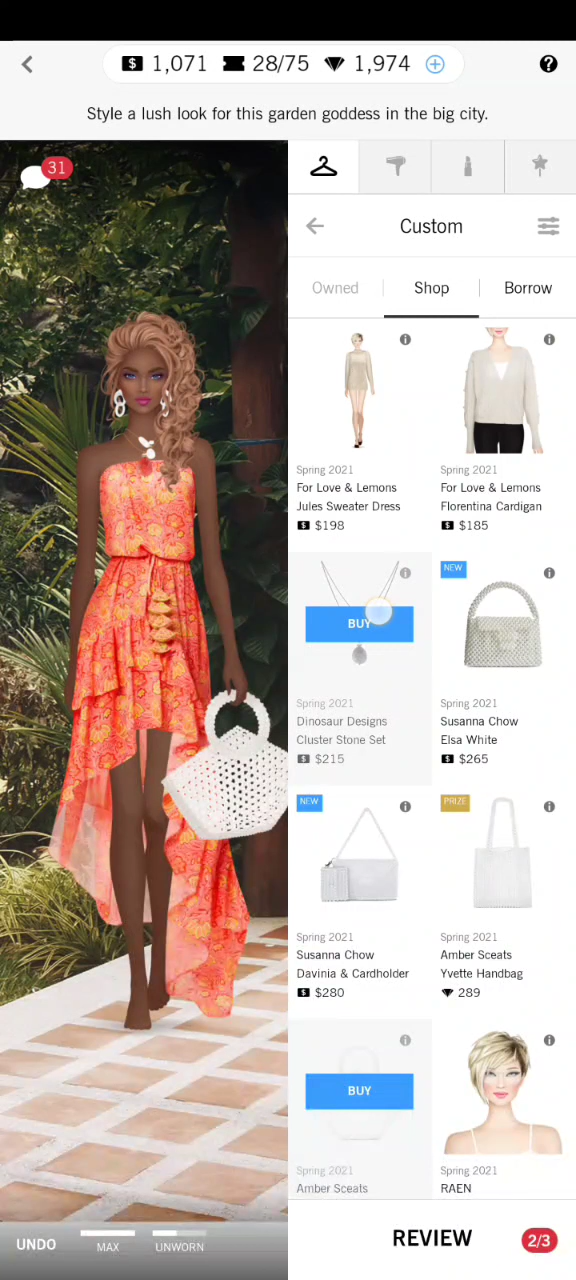 1,071
28/75
1,974
Style a lush look for this garden goddess in the big city.
31
Custom
Owned
Shop
Borrow
Spring 2021
For Love & Lemons
Jules Sweater Dress
$198
Spring 2021
For Love & Lemons
Florentina Cardigan
$185
BUY
Spring 2021
Dinosaur Designs
Cluster Stone Set
$215
NEW
Spring 2021
Susanna Chow
Elsa White
$265
NEW
Spring 2021
Susanna Chow
Davinia & Cardholder
$280
PRIZE
Spring 2021
Amber Sceats
Yvette Handbag
289
BUY
Spring 2021
Amber Sceats
Spring 2021
RAEN
UNDO
MAX
UNWORN
REVIEW
2/3